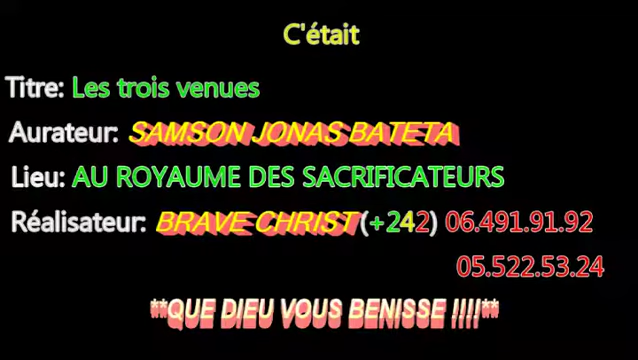 C'était
Titre: Les trois venues
Aurateur: SAMSON JONAS BATETA
Lieu: AU ROYAUME DES SACRIFICATEURS
Réalisateur: BRAVE CHRIST (+242) 06.491.91.92
05.522.53.24
**QUE DIEU VOUS BENISSE !!!!**